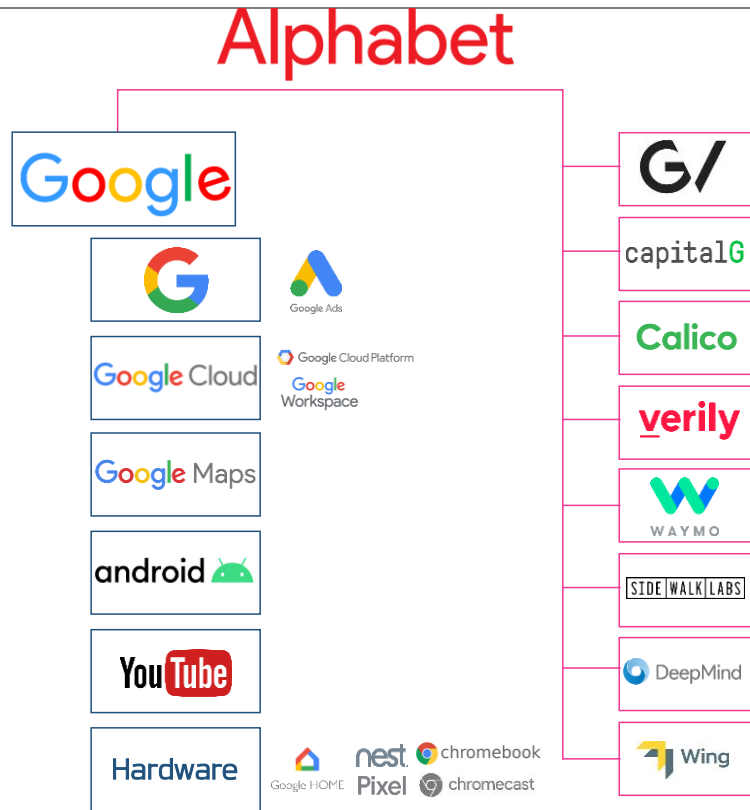 Alphabet
Google
G
Google Ads
Google Cloud
Google Cloud Platform
Google
Workspace
Google Maps
android
YouTube
Hardware
Google HOME
nest
chromebook
Pixel
chromecast
G/
capitalG
Calico
verily
WAYMO
SIDE WALK LABS
DeepMind
Wing